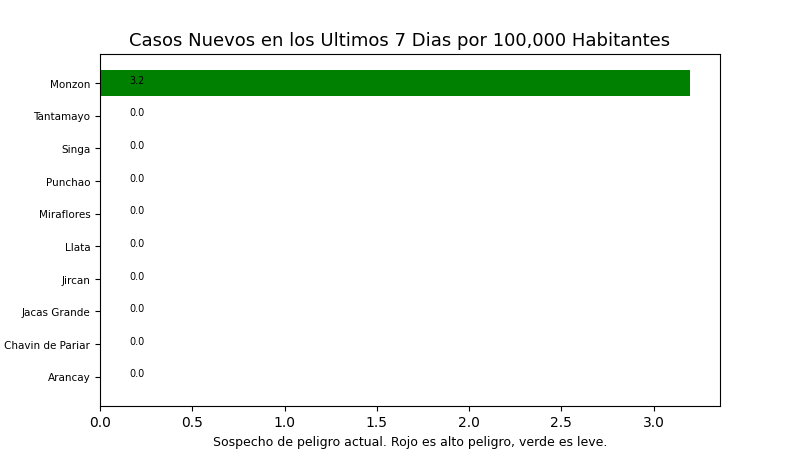 Casos Nuevos en los Ultimos 7 Dias por 100,000 Habitantes
Monzon 3.2
Tantamayo 0.0
Singa 0.0
Punchao 0.0
Miraflores 0.0
Llata 0.0
Jircan 0.0
Jacas Grande 0.0
Chavin de Pariar 0.0
Arancay 0.0
0.0 0.5 1.0 1.5 2.0 2.5 3.0
Sospecho de peligro actual. Rojo es alto peligro, verde es leve.